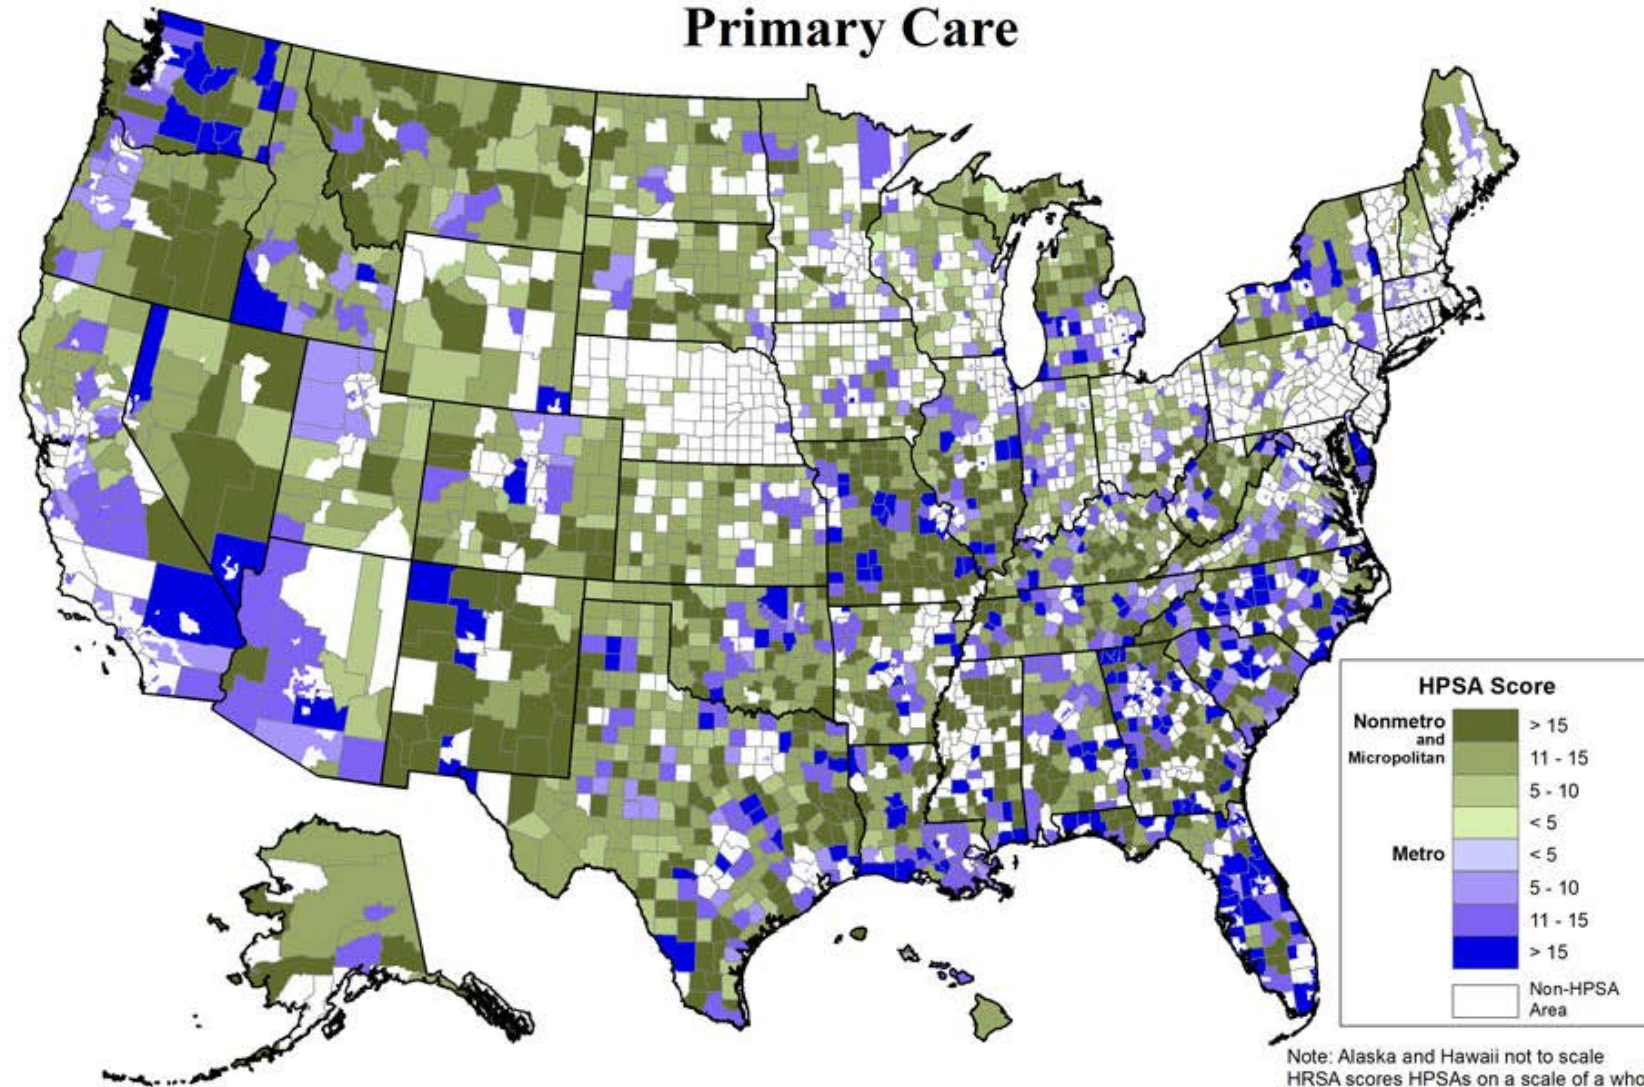 Primary Care
HPSA Score
Nonmetro
and
Micropolitan
> 15
11 - 15
5 - 10
< 5
Metro
< 5
5 - 10
11 - 15
> 15
Non-HPSA
Area
Note: Alaska and Hawaii not to scale
HRSA scores HPSAs on a scale of a